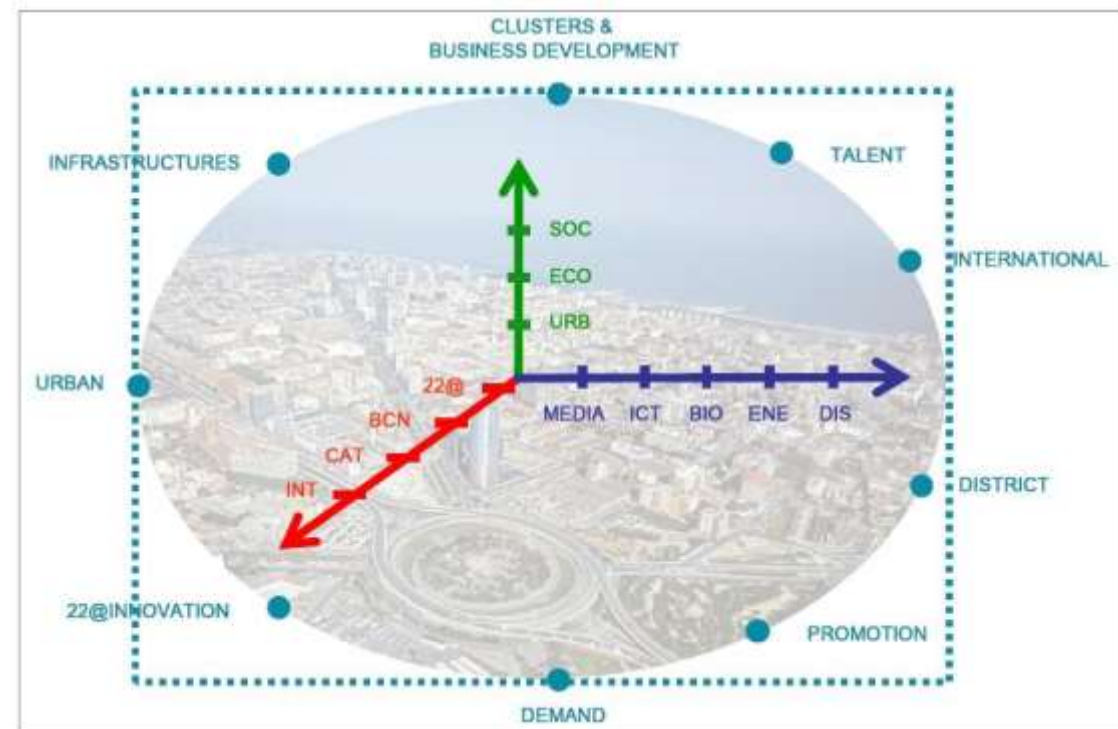 CLUSTERS &
BUSINESS DEVELOPMENT
INFRASTRUCTURES
TALENT
SOC
INTERNATIONAL
ECO
URB
URBAN
22@
MEDIA ICT BIO ENE DIS
BCN
CAT
INT
DISTRICT
22@INNOVATION
PROMOTION
DEMAND